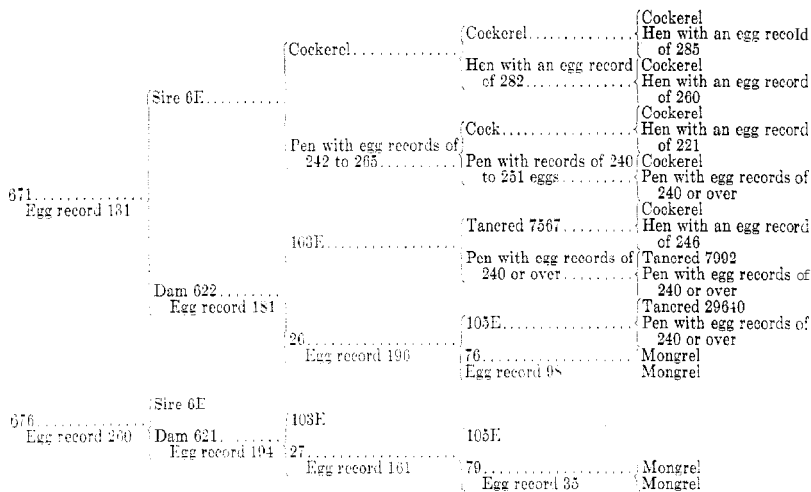 Cockerel
Cockerel Hen with an egg recold
Cockerel of 285
Hen with an egg record Cockerel
of 282 Hen with an egg record
Sire 6E of 260
Cockerel
Cock Hen with an egg record
Pen with egg records of of 221
242 to 265 Pen with records of 240 Cockerel
to 251 eggs Pen with egg records of
671 240 or over
Egg record 131 Cockerel
Tancred 7567 Hen with an egg record
103E of 246
Pen with egg records of Tancred 7992
240 or over Pen with egg records of
Dam 622 240 or over
Egg record 181 Tancred 29640
105E Pen with egg records of
26 240 or over
Egg record 196 76 Mongrel
Egg record 98 Mongrel
Sire 6E
676 103E
Egg record 200 Dam 621 105E
Egg record 194 27
Egg record 161 79 Mongrel
Egg record 35 Mongrel